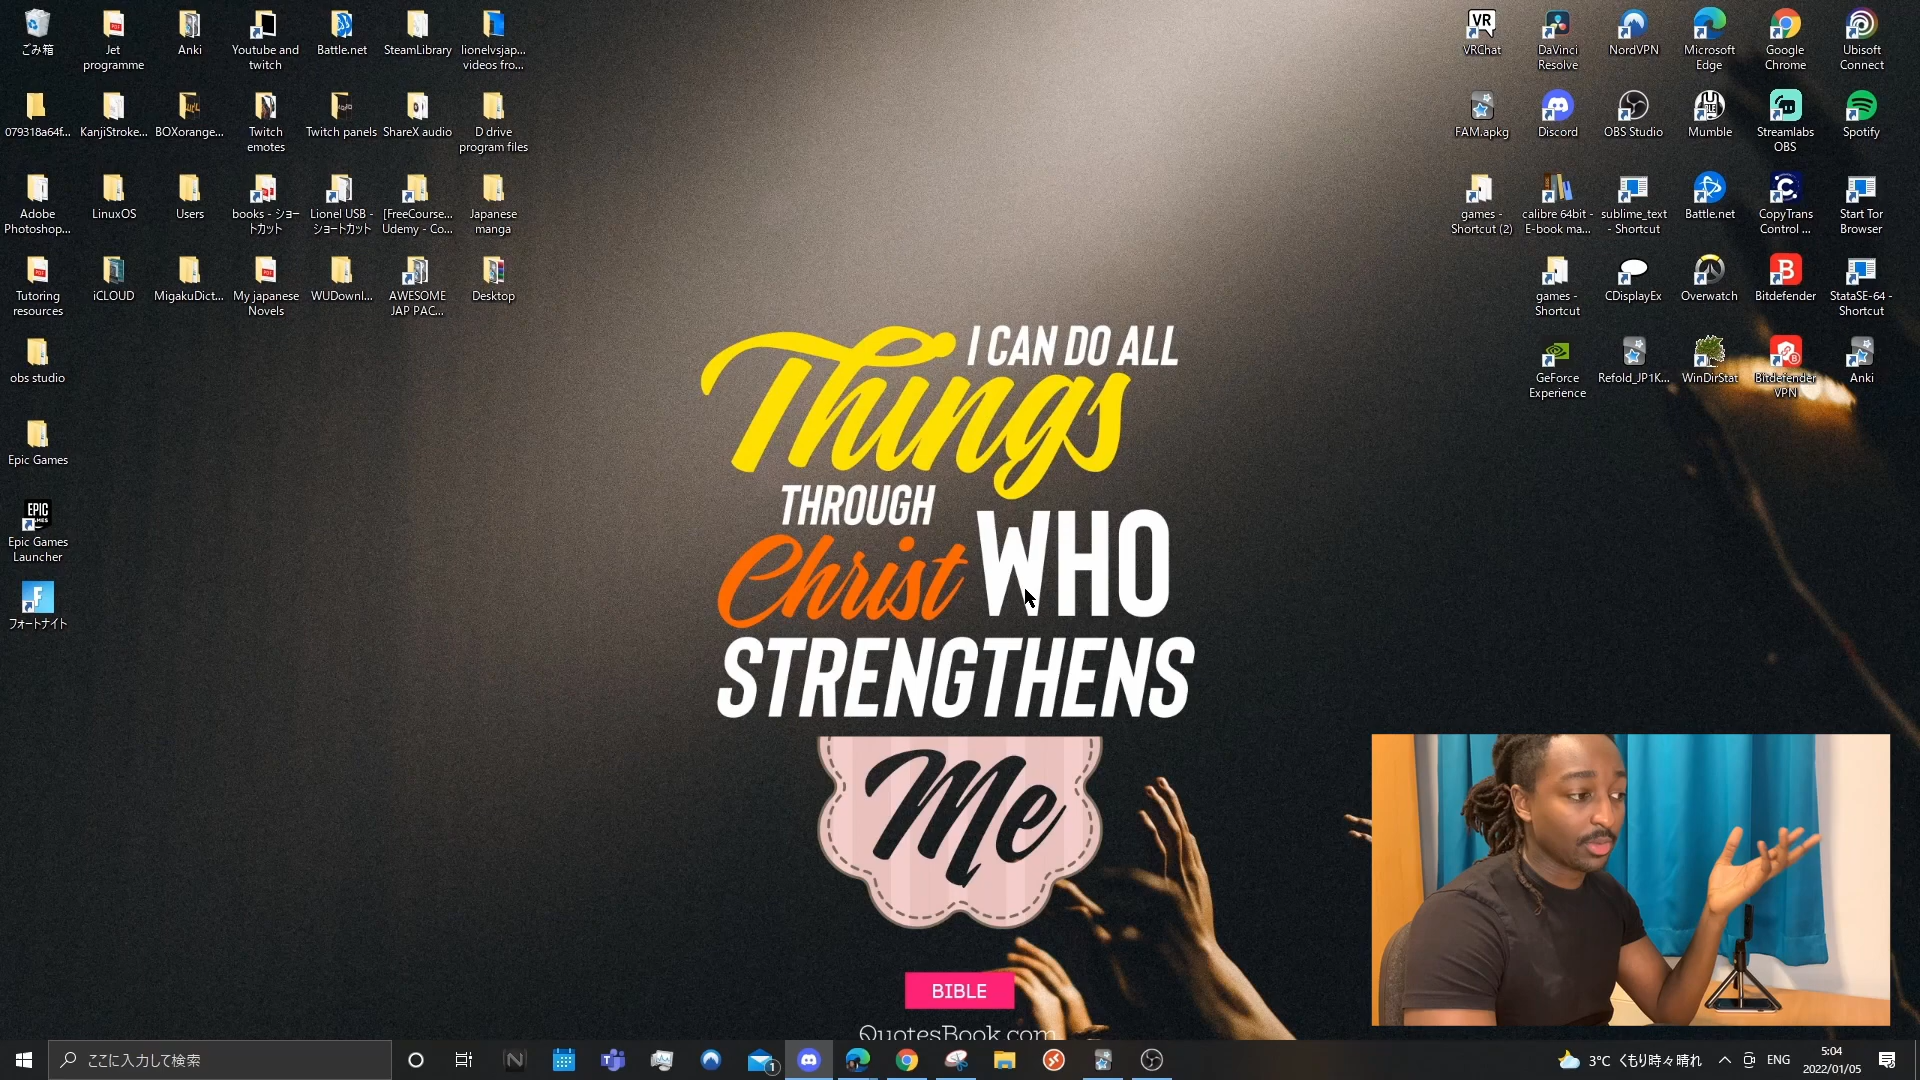 ごみ箱
Jet
programme
Anki
Youtube and
twitch
Battle.net
SteamLibrary
lionelvsjap...
videos fro...
079318a64f...
KanjiStroke...
BOXorange...
Twitch
emotes
Twitch panels
ShareX audio
D drive
program files
Adobe
Photoshop...
LinuxOS
Users
books - ショー
トカット
Lionel USB -
ショートカット
[FreeCourse...
Udemy - Co...
Japanese
manga
Tutoring
resources
iCLOUD
MigakuDict...
My japanese
Novels
WUDownl...
AWESOME
JAP PAC...
Desktop
obs studio
Epic Games
EPIC
Epic Games
Launcher
フォートナイト
VR
VRChat
DaVinci
Resolve
NordVPN
Microsoft
Edge
Google
Chrome
Ubisoft
Connect
FAM.apkg
Discord
OBS Studio
Mumble
Streamlabs
OBS
Spotify
games -
Shortcut (2)
calibre 64bit -
E-book ma...
sublime_text
- Shortcut
Battle.net
CopyTrans
Control ...
Start Tor
Browser
games -
Shortcut
CDisplayEx
Overwatch
B
Bitdefender
StataSE-64 -
Shortcut
GeForce
Experience
Refold_JP1K...
WinDirStat
Bitdefender
VPN
Anki
I CAN DO ALL
Things
THROUGH
Christ WHO
STRENGTHENS
Me
BIBLE
QuotesBook.com
ここに入力して検索
1
3°C くもり時々晴れ
ENG
5:04
2022/01/05